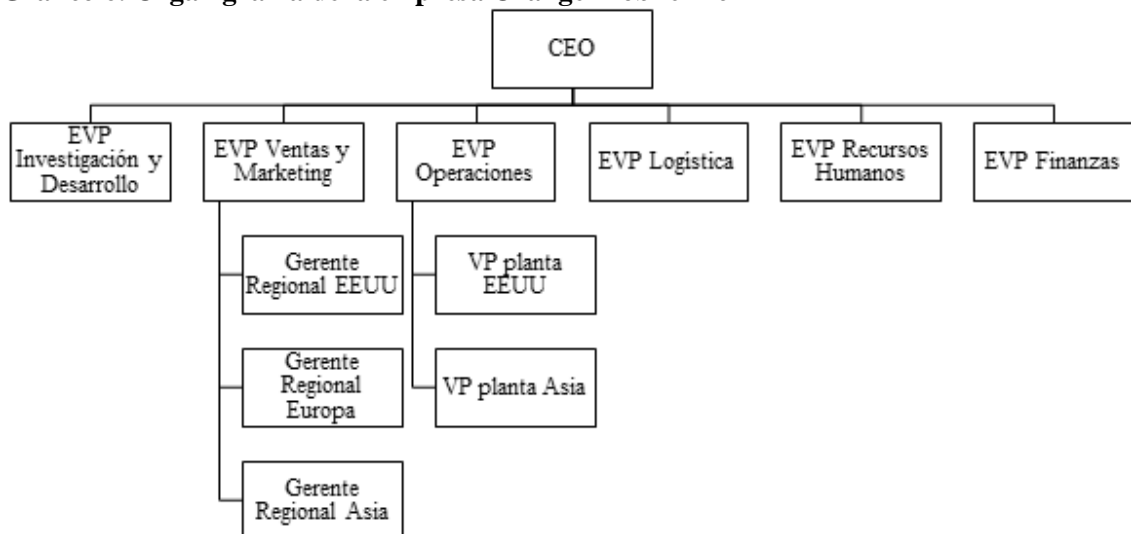 CEO
EVP
Investigación y
Desarrollo
EVP Ventas y
Marketing
EVP
Operaciones
EVP Logística
EVP Recursos
Humanos
EVP Finanzas
Gerente
Regional EEUU
VP planta
EEUU
Gerente
Regional
Europa
VP planta Asia
Gerente
Regional Asia